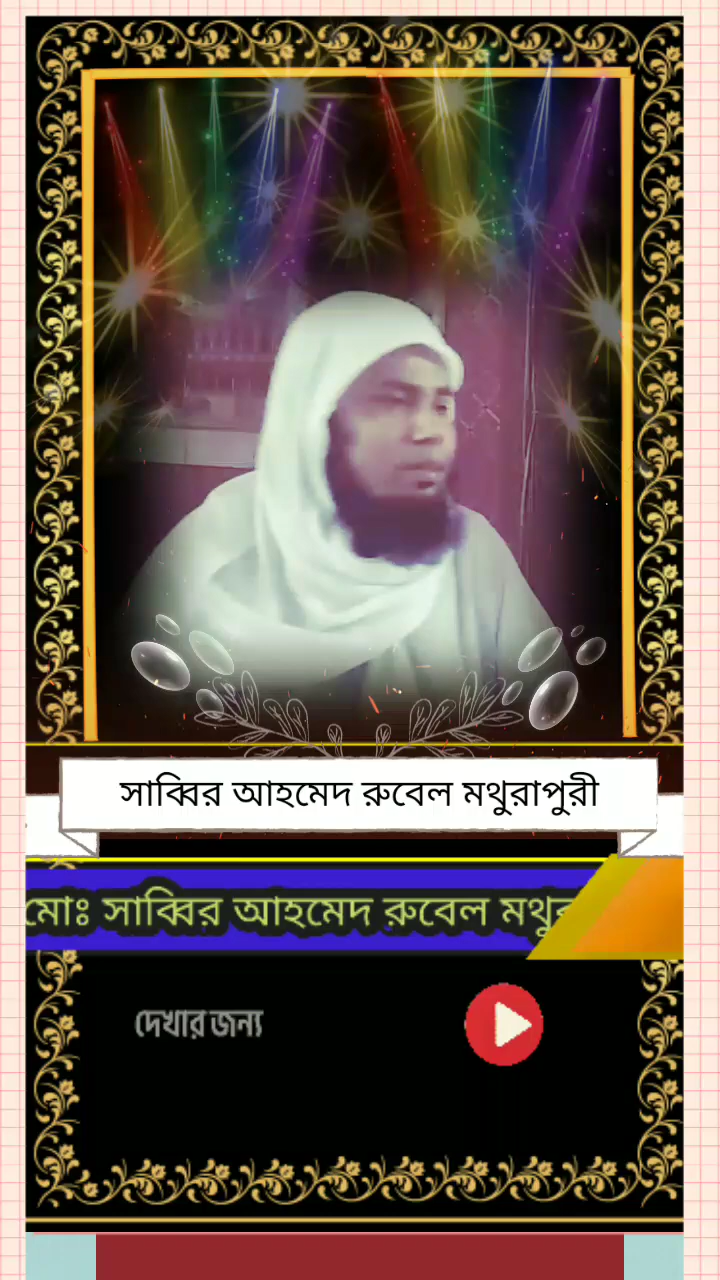 সাব্বির আহমেদ রুবেল মথুরাপুরী
মোঃ সাব্বির আহমেদ রুবেল মথুর
দেখার জন্য